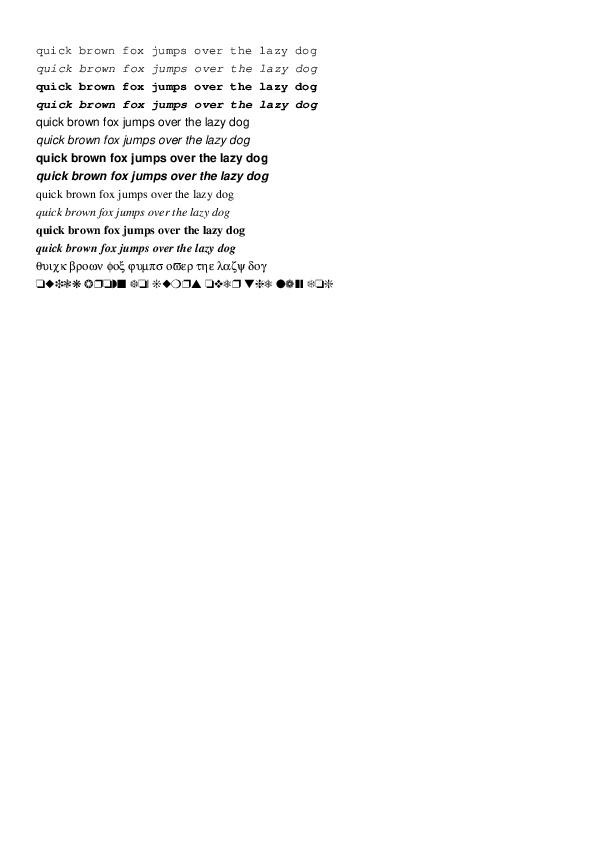 quick brown fox jumps over the lazy dog
quick brown fox jumps over the lazy dog
quick brown fox jumps over the lazy dog
quick brown fox jumps over the lazy dog
quick brown fox jumps over the lazy dog
quick brown fox jumps over the lazy dog
quick brown fox jumps over the lazy dog
quick brown fox jumps over the lazy dog
quick brown fox jumps over the lazy dog
quick brown fox jumps over the lazy dog
quick brown fox jumps over the lazy dog
quick brown fox jumps over the lazy dog
θυιχκ βροων φοξ ϕυμπσ οϖερ τηε λαζψ δογ
❑◆❉❃❋ ❂❒❏◗■ ❆❏❘ ❊◆❍❐▲ ❏❖❅❒ ▼❈❅ ●❁❚❙ ❄❏❇